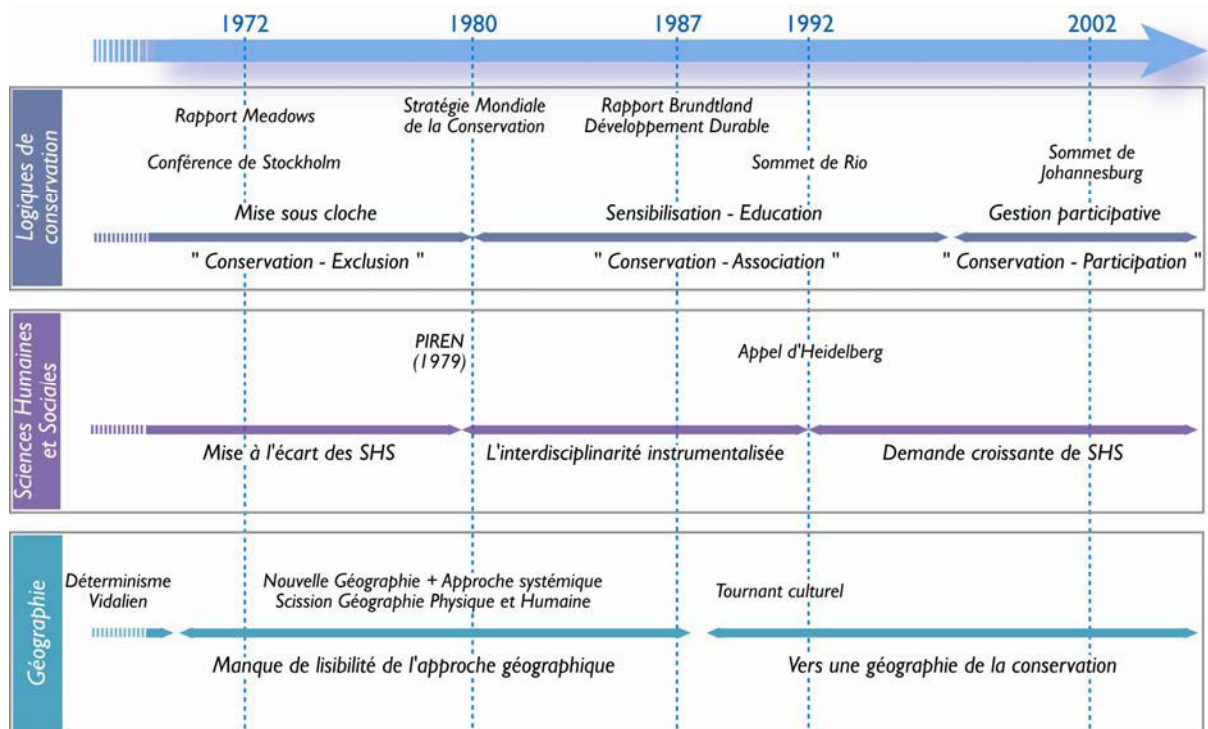 1972
1980
1987
1992
2002
Logiques de
conservation
Rapport Meadows
Conférence de Stockholm
Stratégie Mondiale
de la Conservation
Rapport Brundtland
Développement Durable
Sommet de Rio
Sommet de
Johannesburg
Mise sous cloche
Sensibilisation - Education
Gestion participative
" Conservation - Exclusion "
" Conservation - Association "
" Conservation - Participation "
Sciences Humaines
et Sociales
PIREN
(1979)
Appel d'Heidelberg
Mise à l'écart des SHS
L'interdisciplinarité instrumentalisée
Demande croissante de SHS
Géographie
Déterminisme
Vidalien
Nouvelle Géographie + Approche systémique
Scission Géographie Physique et Humaine
Tournant culturel
Manque de lisibilité de l'approche géographique
Vers une géographie de la conservation